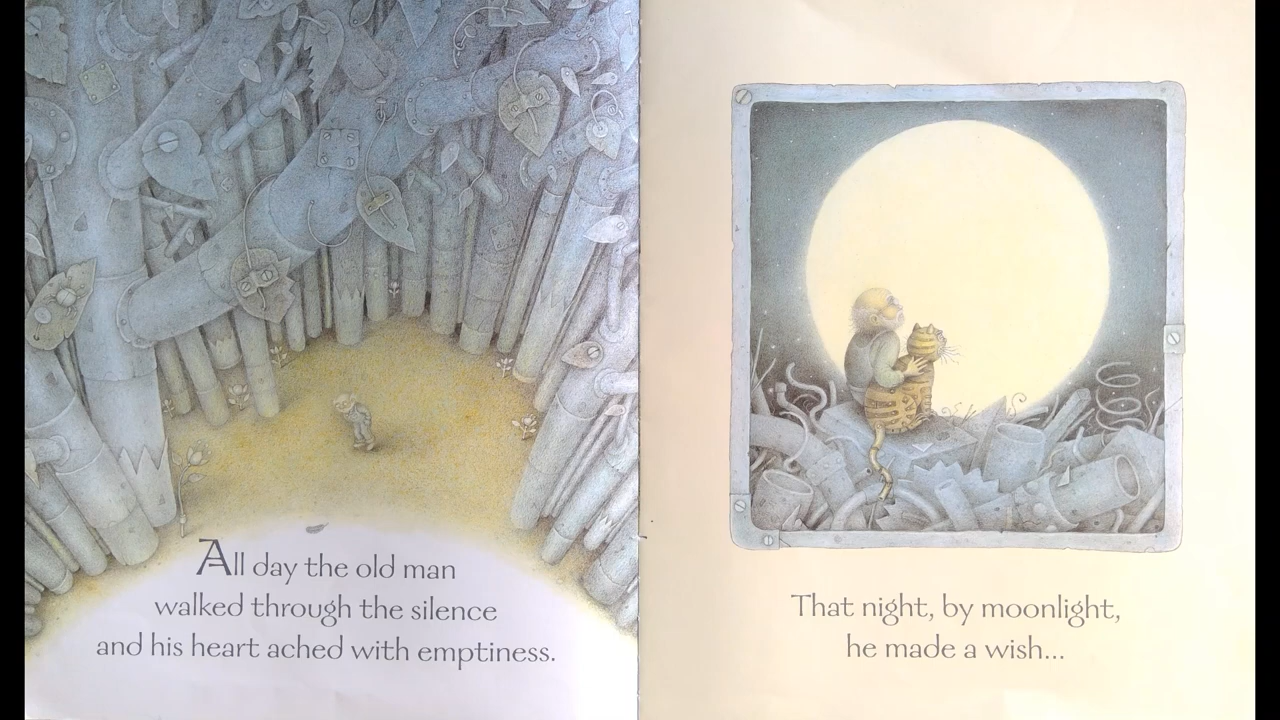 All day the old man
walked through the silence
and his heart ached with emptiness.
That night, by moonlight,
he made a wish...